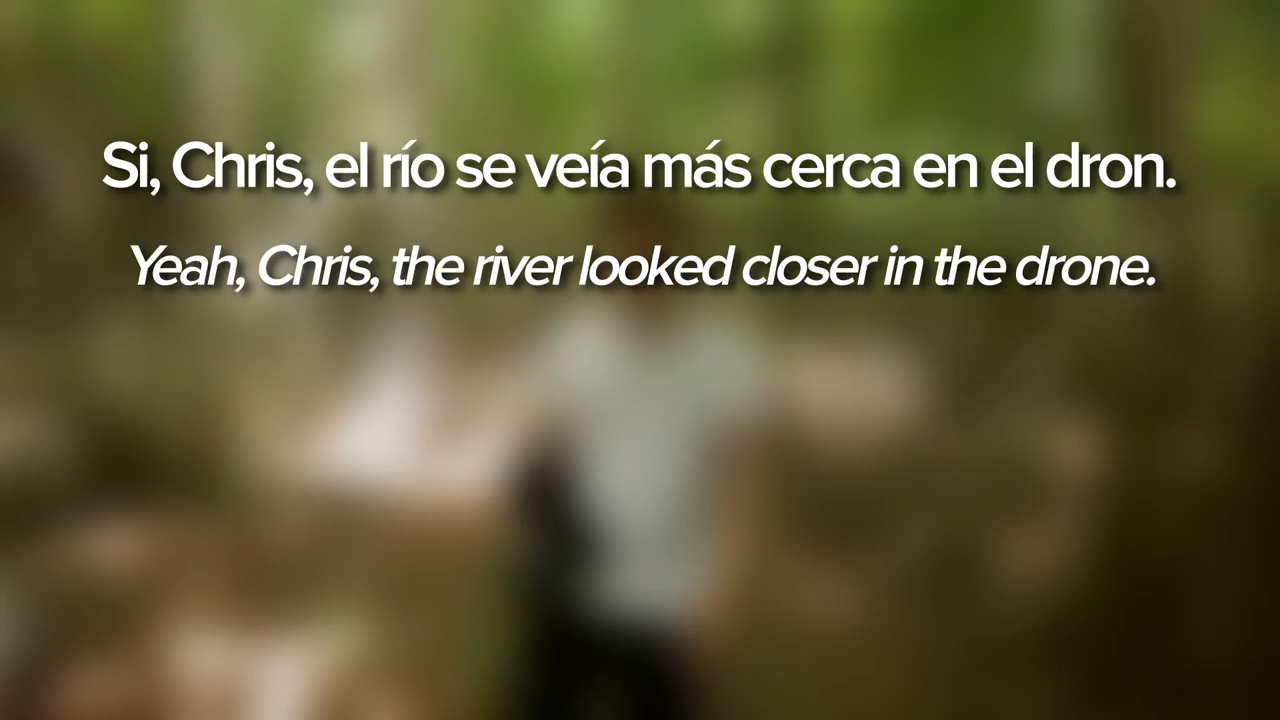 Si, Chris, el río se veía más cerca en el dron.
Yeah, Chris, the river looked closer in the drone.